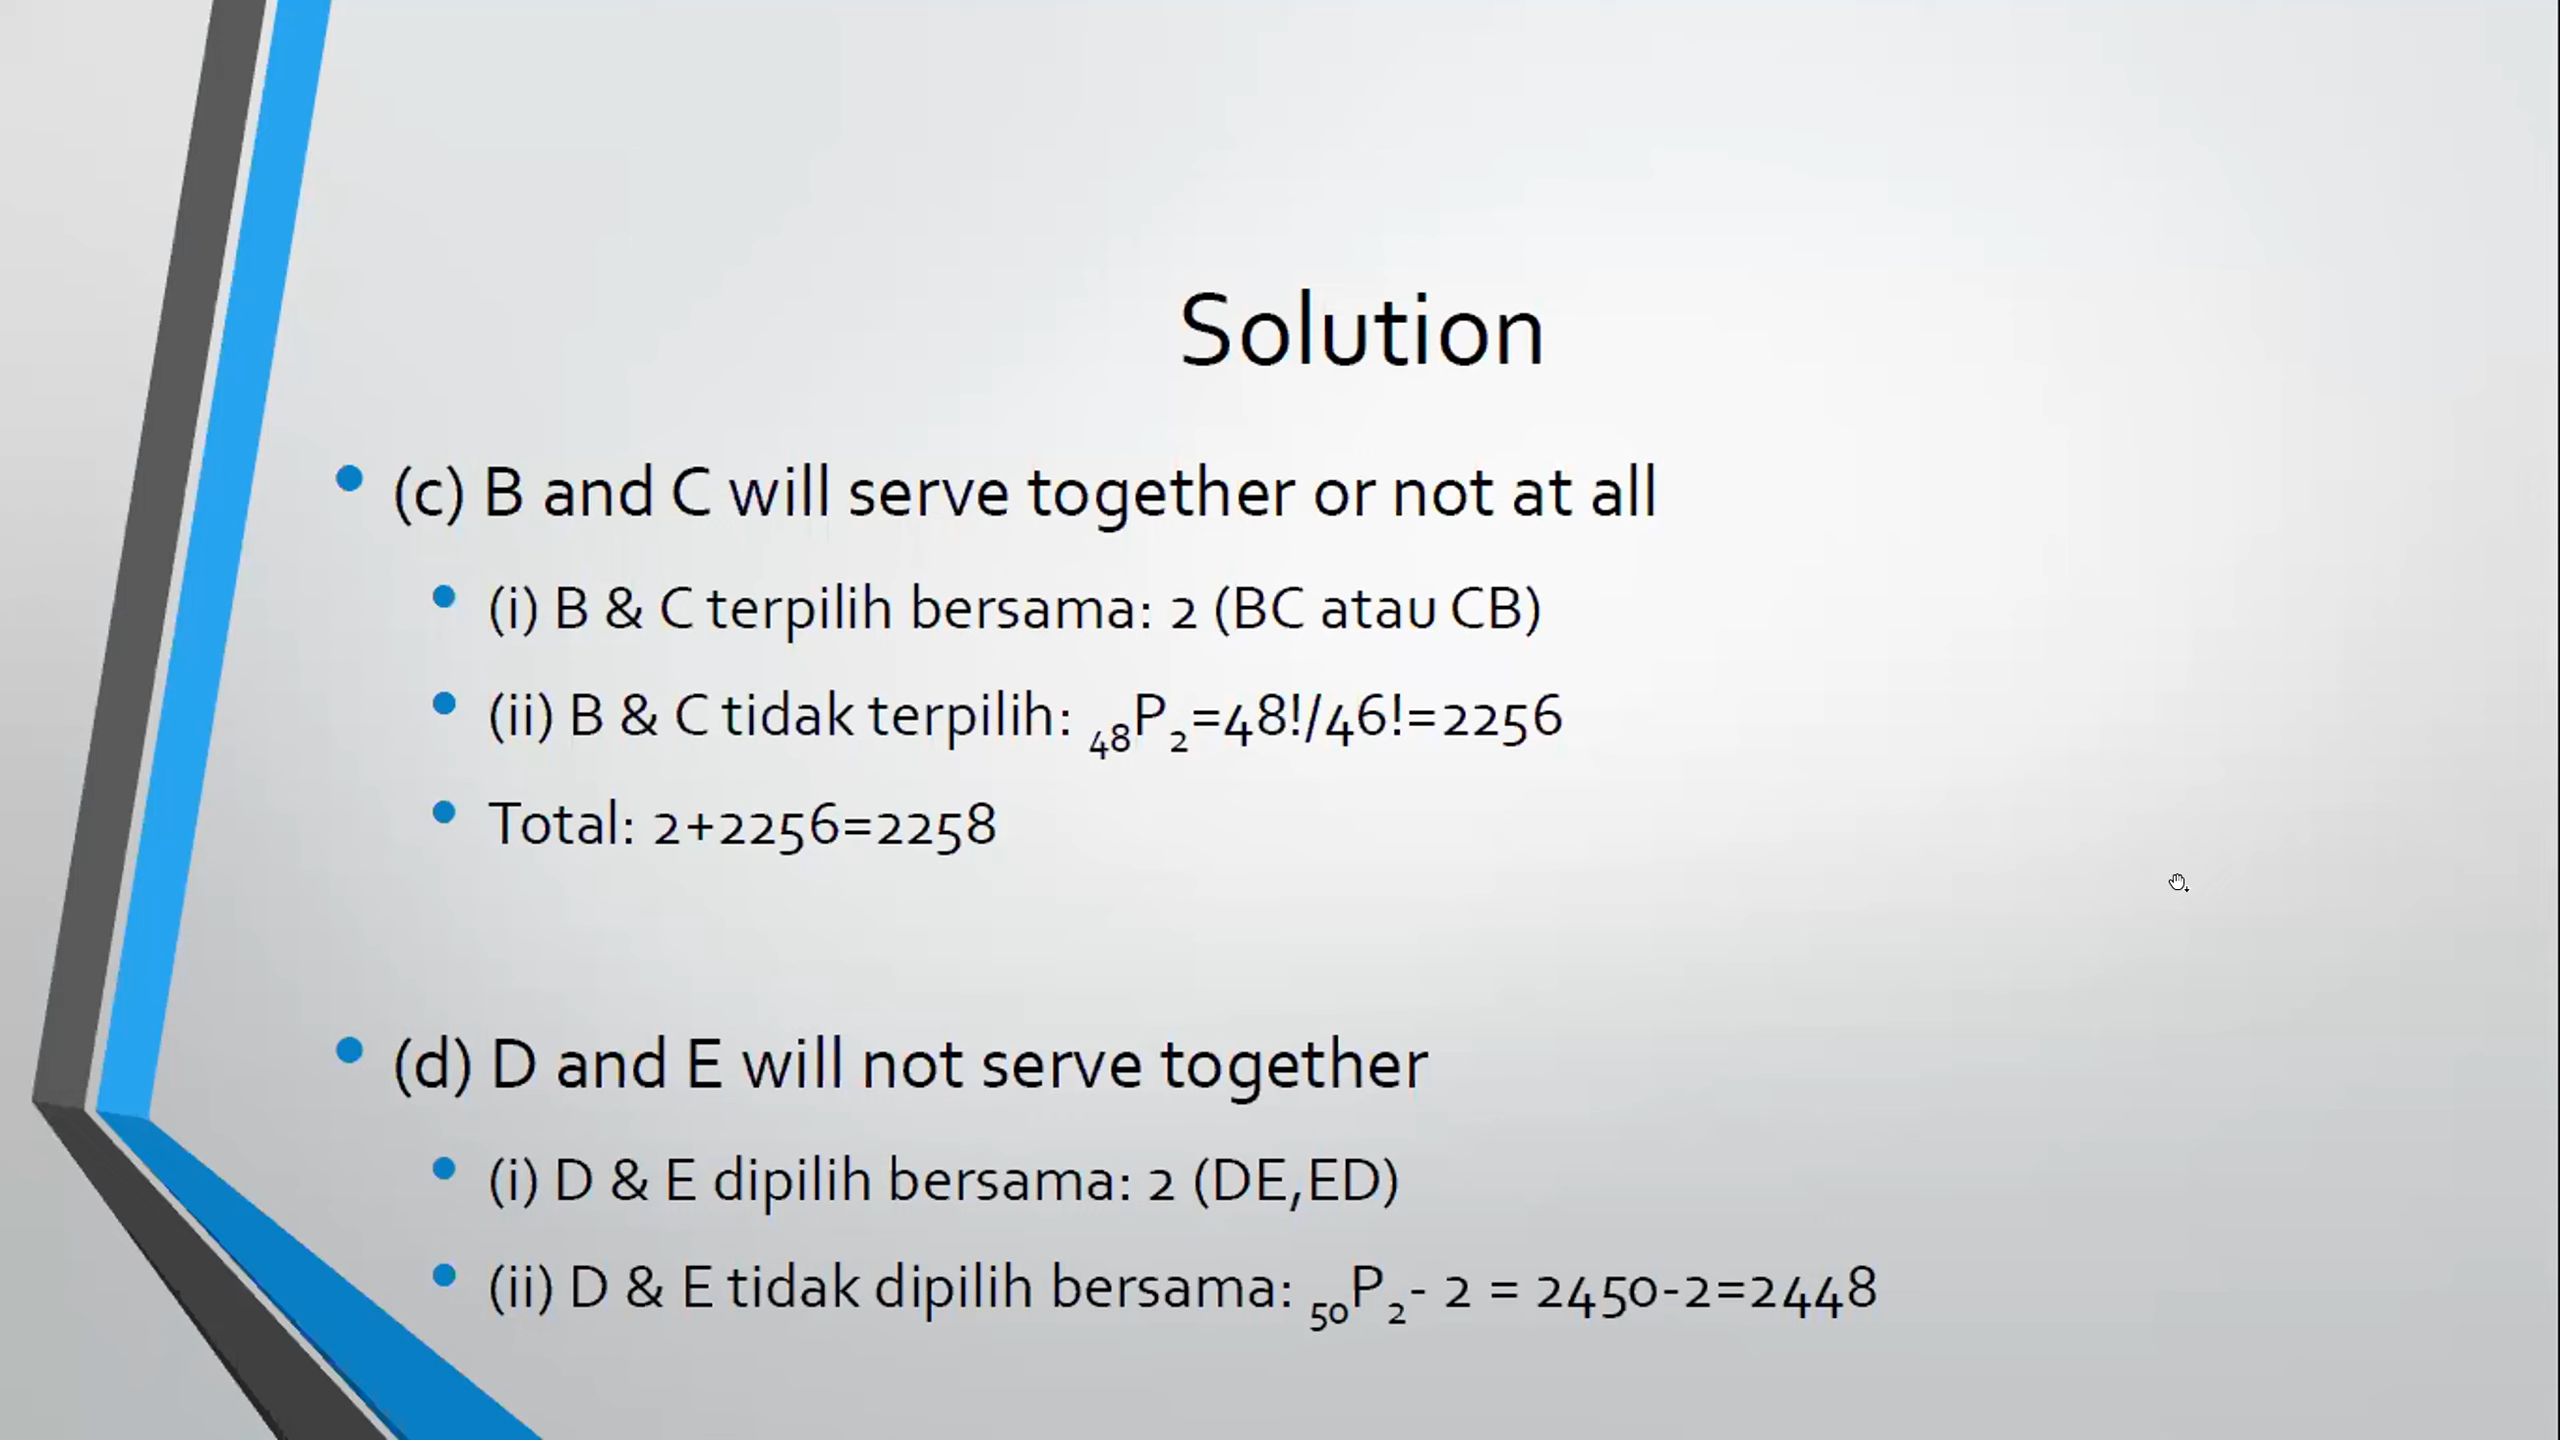 Solution
• (c) B and C will serve together or not at all
• (i) B & C terpilih bersama: 2 (BC atau CB)
• (ii) B & C tidak terpilih: ₄₈P₂=48!/46!=2256
• Total: 2+2256=2258
• (d) D and E will not serve together
• (i) D & E dipilih bersama: 2 (DE,ED)
• (ii) D & E tidak dipilih bersama: ₅₀P₂- 2 = 2450-2=2448